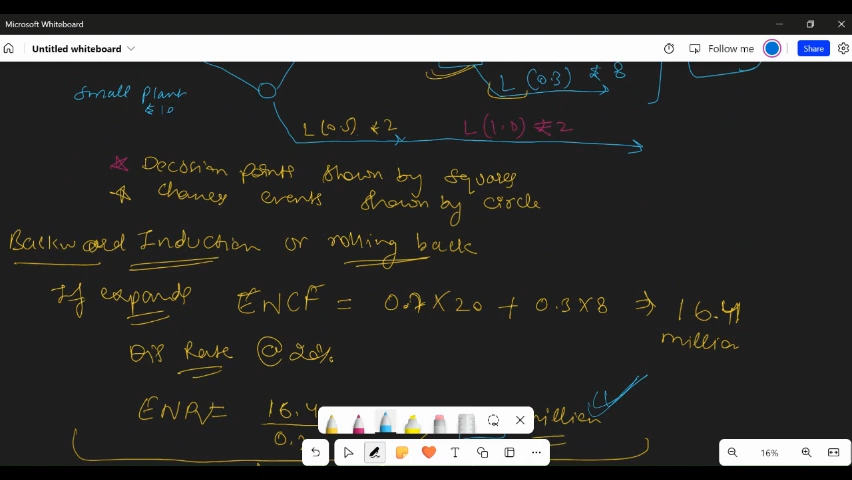 Microsoft Whiteboard
Untitled whiteboard
Follow me
Share
L (0.3) ₹ 8
Small Plant
₹ 10
L (0.5) ₹ 2
L (1.0) ₹ 2
Decision points shown by squares
Chance events shown by circle
Backward Induction or rolling back
If expands ENCF = 0.7 X 20 + 0.3 X 8 ⇒ 16.4
million
Dis Rate @ 20%
ENPV = 16.4
0.
million
16%